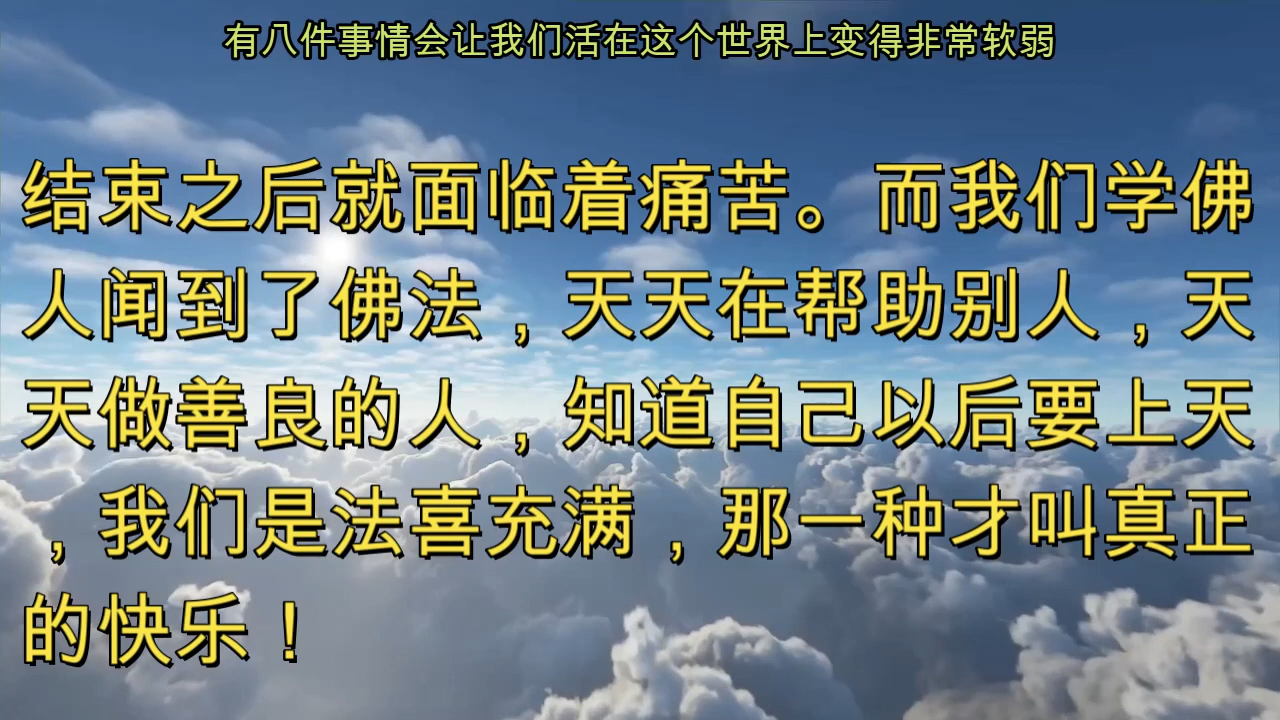 有八件事情会让我们活在这个世界上变得非常软弱
结束之后就面临着痛苦。而我们学佛
人闻到了佛法，天天在帮助别人，天
天做善良的人，知道自己以后要上天
，我们是法喜充满，那一种才叫真正
的快乐！